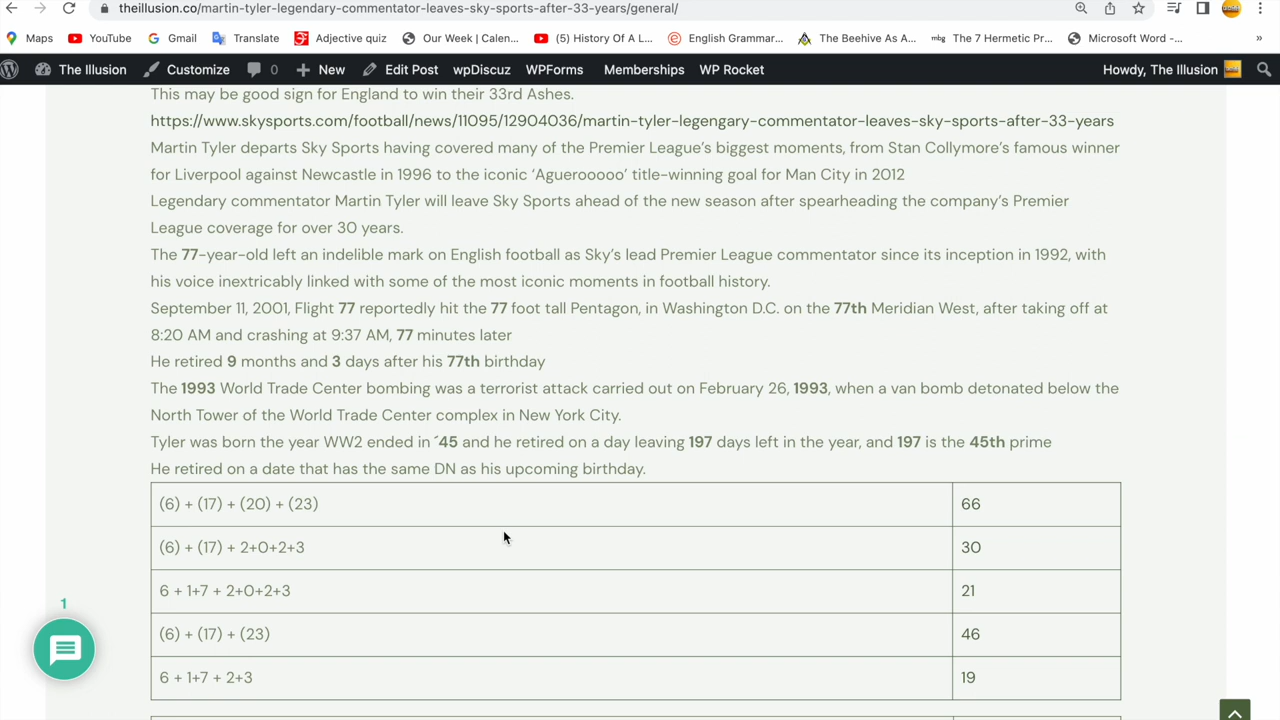 theillusion.co/martin-tyler-legendary-commentator-leaves-sky-sports-after-33-years/general/
Maps YouTube Gmail Translate Adjective quiz Our Week | Calen... (5) History Of A L... English Grammar... The Beehive As A... mbg The 7 Hermetic Pr... Microsoft Word -... »
The Illusion Customize 0 New Edit Post wpDiscuz WPForms Memberships WP Rocket Howdy, The Illusion
This may be good sign for England to win their 33rd Ashes.
https://www.skysports.com/football/news/11095/12904036/martin-tyler-legengary-commentator-leaves-sky-sports-after-33-years
Martin Tyler departs Sky Sports having covered many of the Premier League's biggest moments, from Stan Collymore's famous winner
for Liverpool against Newcastle in 1996 to the iconic 'Aguerooooo' title-winning goal for Man City in 2012
Legendary commentator Martin Tyler will leave Sky Sports ahead of the new season after spearheading the company's Premier
League coverage for over 30 years.
The 77-year-old left an indelible mark on English football as Sky's lead Premier League commentator since its inception in 1992, with
his voice inextricably linked with some of the most iconic moments in football history.
September 11, 2001, Flight 77 reportedly hit the 77 foot tall Pentagon, in Washington D.C. on the 77th Meridian West, after taking off at
8:20 AM and crashing at 9:37 AM, 77 minutes later
He retired 9 months and 3 days after his 77th birthday
The 1993 World Trade Center bombing was a terrorist attack carried out on February 26, 1993, when a van bomb detonated below the
North Tower of the World Trade Center complex in New York City.
Tyler was born the year WW2 ended in ´45 and he retired on a day leaving 197 days left in the year, and 197 is the 45th prime
He retired on a date that has the same DN as his upcoming birthday.
(6) + (17) + (20) + (23) 66
(6) + (17) + 2+0+2+3 30
6 + 1+7 + 2+0+2+3 21
(6) + (17) + (23) 46
6 + 1+7 + 2+3 19
1